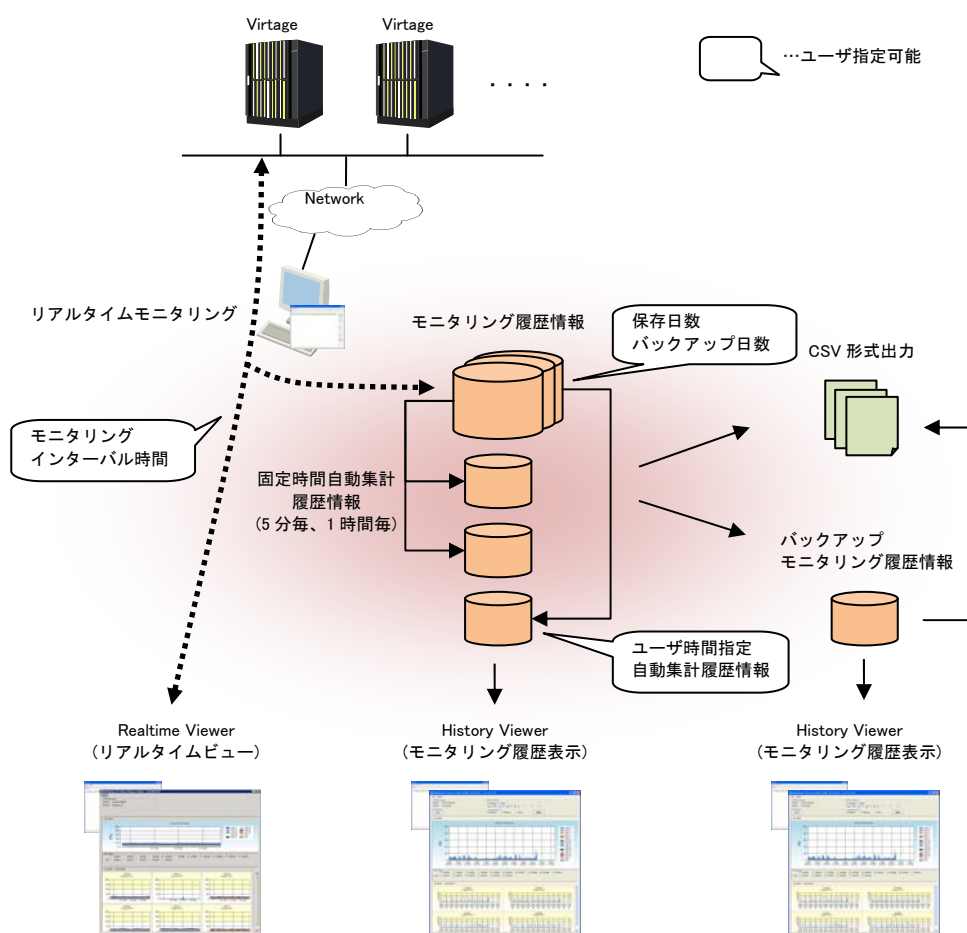 Virtage
Virtage
・・・・
…ユーザ指定可能
Network
リアルタイムモニタリング
モニタリング履歴情報
保存日数
バックアップ日数
CSV 形式出力
モニタリング
インターバル時間
固定時間自動集計
履歴情報
(5 分毎、1 時間毎)
バックアップ
モニタリング履歴情報
ユーザ時間指定
自動集計履歴情報
Realtime Viewer
(リアルタイムビュー)
History Viewer
(モニタリング履歴表示)
History Viewer
(モニタリング履歴表示)